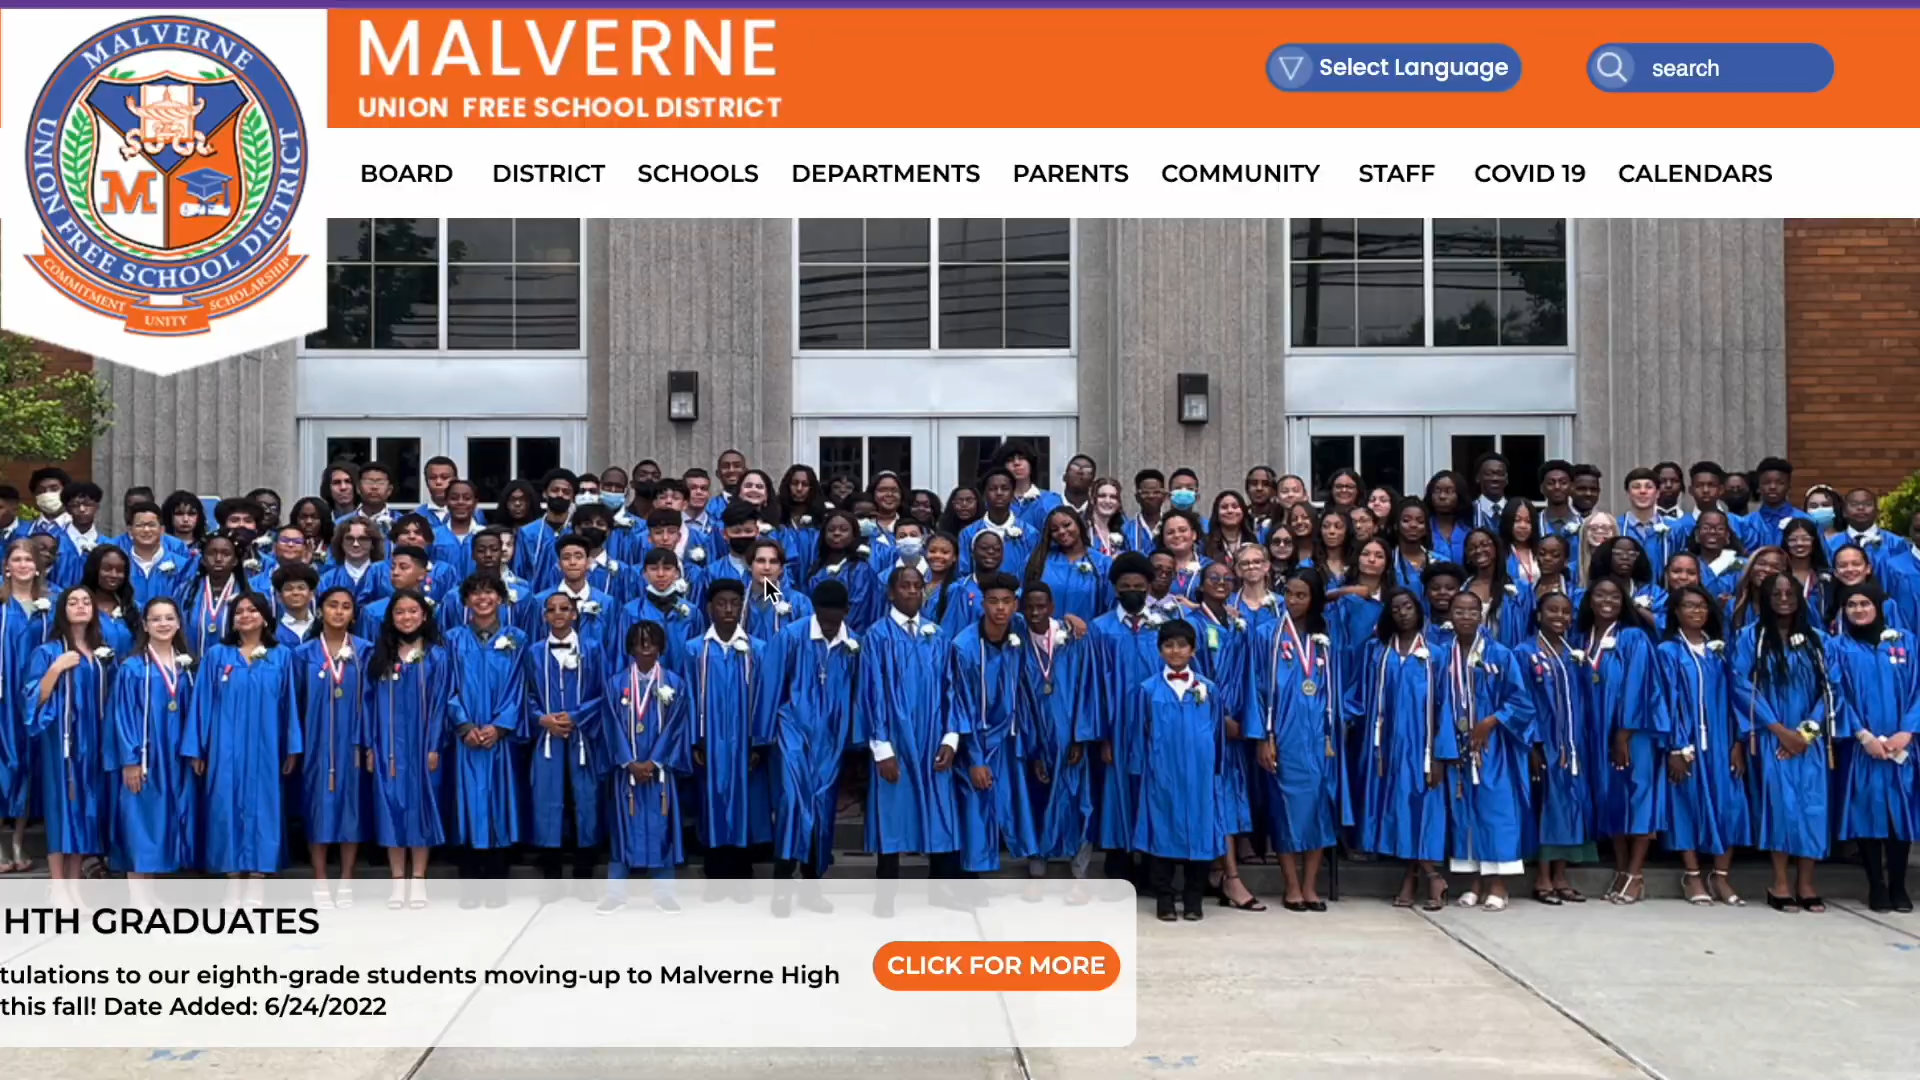 MALVERNE
UNION FREE SCHOOL DISTRICT
M
COMMITMENT
UNITY
SCHOLARSHIP
MALVERNE
UNION FREE SCHOOL DISTRICT
Select Language
search
BOARD DISTRICT SCHOOLS DEPARTMENTS PARENTS COMMUNITY STAFF COVID 19 CALENDARS
HTH GRADUATES
tulations to our eighth-grade students moving-up to Malverne High
this fall! Date Added: 6/24/2022
CLICK FOR MORE